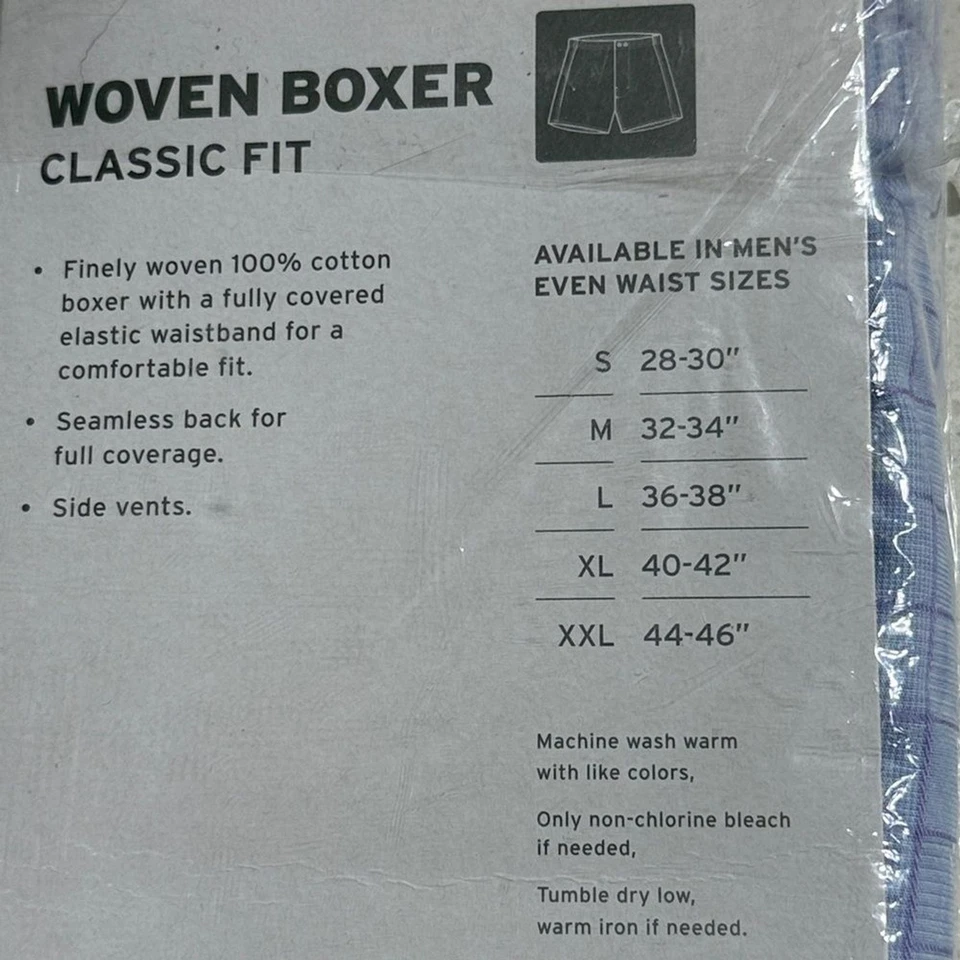 WOVEN BOXER
CLASSIC FIT
• Finely woven 100% cotton
boxer with a fully covered
elastic waistband for a
comfortable fit.
• Seamless back for
full coverage.
• Side vents.
AVAILABLE IN MEN'S
EVEN WAIST SIZES
S 28-30"
M 32-34"
L 36-38"
XL 40-42"
XXL 44-46"
Machine wash warm
with like colors,
Only non-chlorine bleach
if needed,
Tumble dry low,
warm iron if needed.